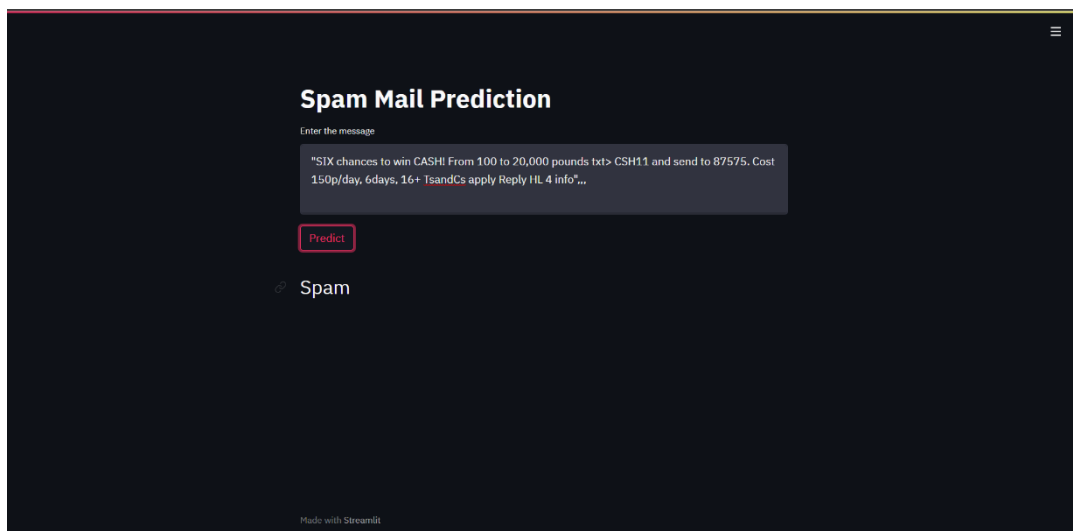 Spam Mail Prediction
Enter the message
"SIX chances to win CASH! From 100 to 20,000 pounds txt> CSH11 and send to 87575. Cost
150p/day, 6days, 16+ TsandCs apply Reply HL 4 info",,,
Predict
Spam
Made with Streamlit